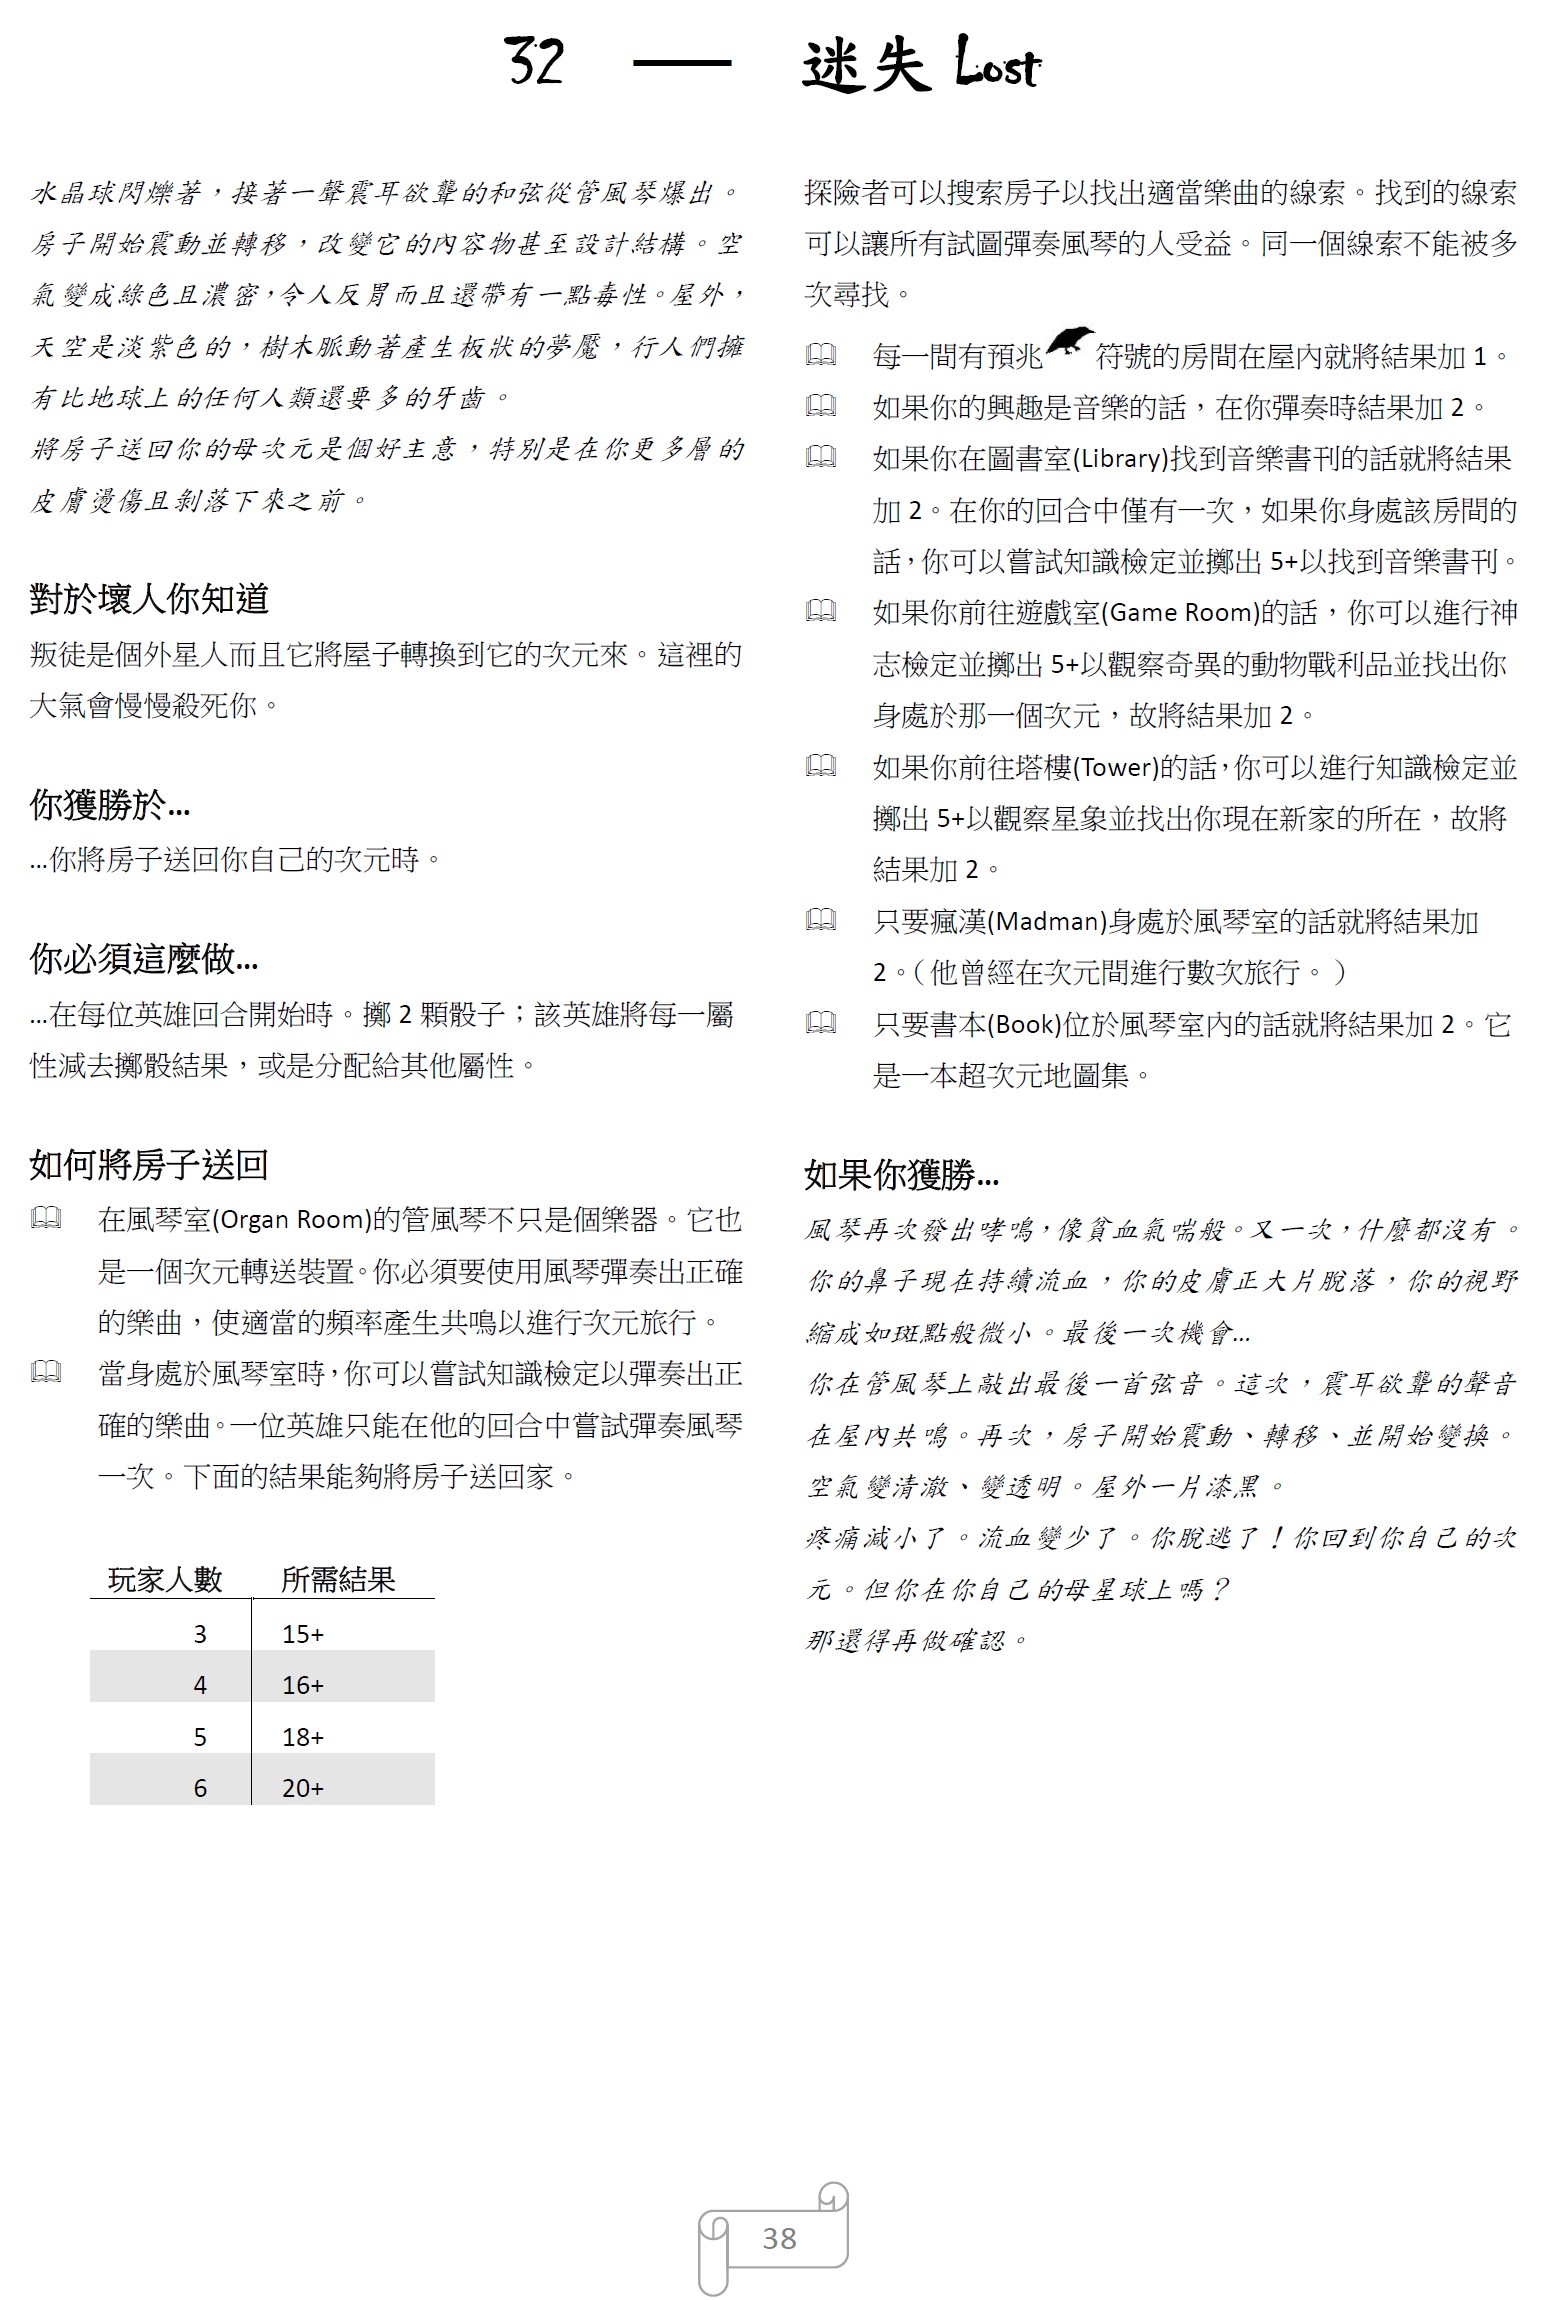 32 — 迷失 Lost
水晶球閃爍著，接著一聲震耳欲聾的和弦從管風琴爆出。
房子開始震動並轉移，改變它的內容物甚至設計結構。空
氣變成綠色且濃密，令人反胃而且還帶有一點毒性。屋外，
天空是淡紫色的，樹木脈動著產生板狀的夢魘，行人們擁
有比地球上的任何人類還要多的牙齒。
將房子送回你的母次元是個好主意，特別是在你更多層的
皮膚燙傷且剝落下來之前。
對於壞人你知道
叛徒是個外星人而且它將屋子轉換到它的次元來。這裡的
大氣會慢慢殺死你。
你獲勝於…
…你將房子送回你自己的次元時。
你必須這麼做…
…在每位英雄回合開始時。擲 2 顆骰子；該英雄將每一屬
性減去擲骰結果，或是分配給其他屬性。
如何將房子送回
在風琴室(Organ Room)的管風琴不只是個樂器。它也
是一個次元轉送裝置。你必須要使用風琴彈奏出正確
的樂曲，使適當的頻率產生共鳴以進行次元旅行。
當身處於風琴室時，你可以嘗試知識檢定以彈奏出正
確的樂曲。一位英雄只能在他的回合中嘗試彈奏風琴
一次。下面的結果能夠將房子送回家。
玩家人數 所需結果
3 15+
4 16+
5 18+
6 20+
探險者可以搜索房子以找出適當樂曲的線索。找到的線索
可以讓所有試圖彈奏風琴的人受益。同一個線索不能被多
次尋找。
每一間有預兆 符號的房間在屋內就將結果加 1。
如果你的興趣是音樂的話，在你彈奏時結果加 2。
如果你在圖書室(Library)找到音樂書刊的話就將結果
加 2。在你的回合中僅有一次，如果你身處該房間的
話，你可以嘗試知識檢定並擲出 5+以找到音樂書刊。
如果你前往遊戲室(Game Room)的話，你可以進行神
志檢定並擲出 5+以觀察奇異的動物戰利品並找出你
身處於那一個次元，故將結果加 2。
如果你前往塔樓(Tower)的話，你可以進行知識檢定並
擲出 5+以觀察星象並找出你現在新家的所在，故將
結果加 2。
只要瘋漢(Madman)身處於風琴室的話就將結果加
2。（他曾經在次元間進行數次旅行。）
只要書本(Book)位於風琴室內的話就將結果加 2。它
是一本超次元地圖集。
如果你獲勝…
風琴再次發出哮鳴，像貧血氣喘般。又一次，什麼都沒有。
你的鼻子現在持續流血，你的皮膚正大片脫落，你的視野
縮成如斑點般微小。最後一次機會…
你在管風琴上敲出最後一首弦音。這次，震耳欲聾的聲音
在屋內共鳴。再次，房子開始震動、轉移、並開始變換。
空氣變清澈、變透明。屋外一片漆黑。
疼痛減小了。流血變少了。你脫逃了！你回到你自己的次
元。但你在你自己的母星球上嗎？
那還得再做確認。
38